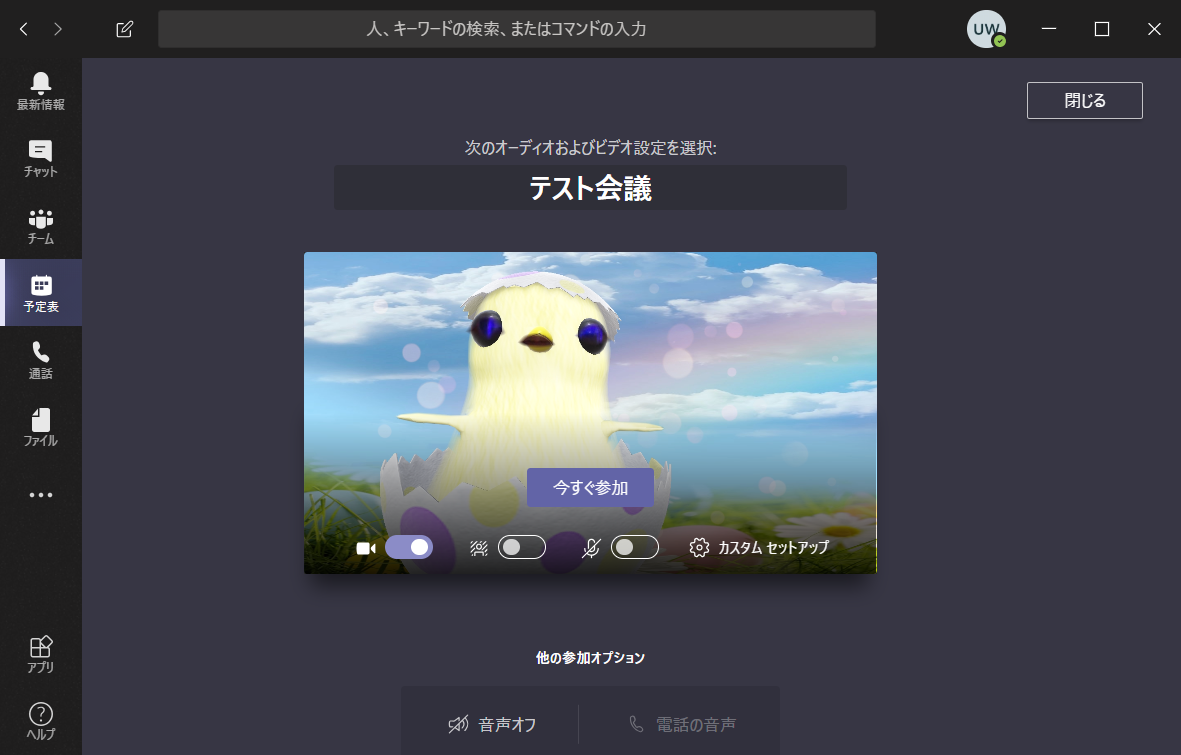 人、キーワードの検索、またはコマンドの入力
UW
最新情報
チャット
チーム
予定表
通話
ファイル
アプリ
ヘルプ
閉じる
次のオーディオおよびビデオ設定を選択:
テスト会議
今すぐ参加
カスタム セットアップ
他の参加オプション
音声オフ
電話の音声